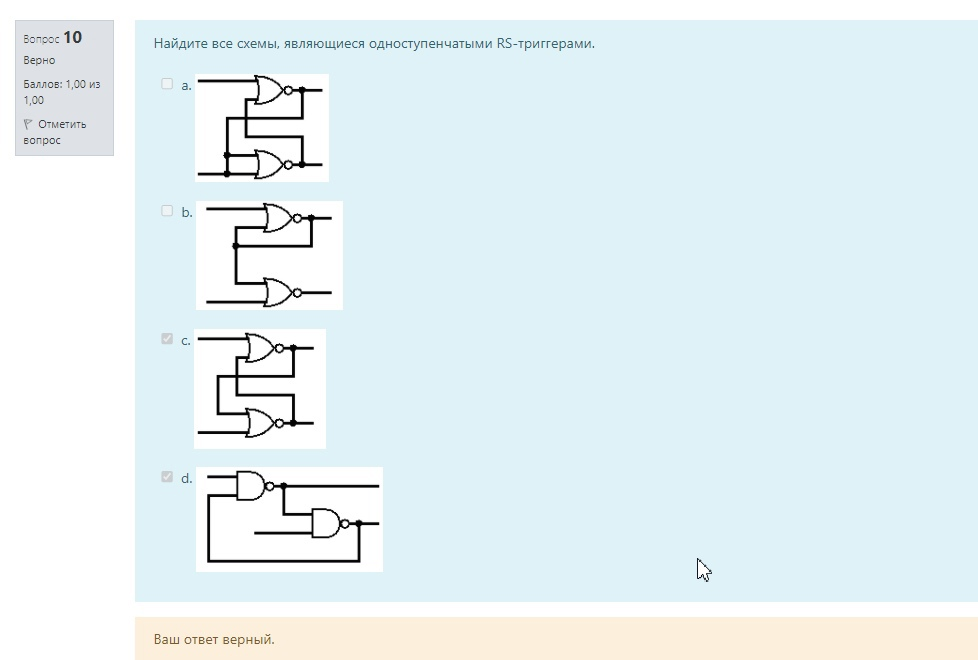 Вопрос 10
Верно
Баллов: 1,00 из
1,00
Отметить
вопрос
Найдите все схемы, являющиеся одноступенчатыми RS-триггерами.
a.
b.
c.
d.
Ваш ответ верный.